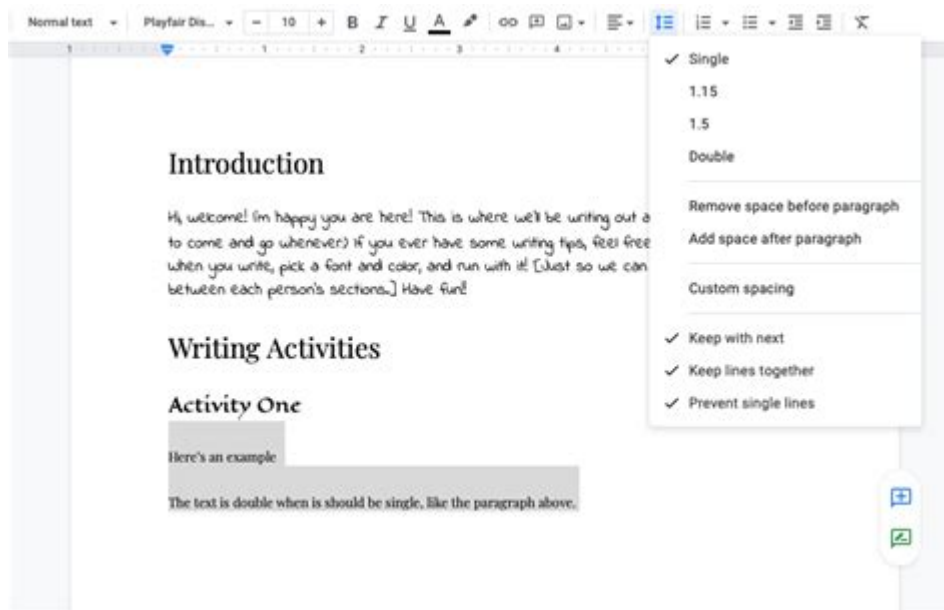 Normal text Playfair Dis... − 10 + B I U A
1 1 2 3 4
Single
1.15
1.5
Double
Remove space before paragraph
Add space after paragraph
Custom spacing
Keep with next
Keep lines together
Prevent single lines
Introduction
Hi, welcome! I'm happy you are here! This is where we'll be writing out a
to come and go whenever:) If you ever have some writing tips, feel free
when you write, pick a font and color, and run with it! [Just so we can
between each person's sections.] Have fun!
Writing Activities
Activity One
Here's an example
The text is double when is should be single, like the paragraph above.